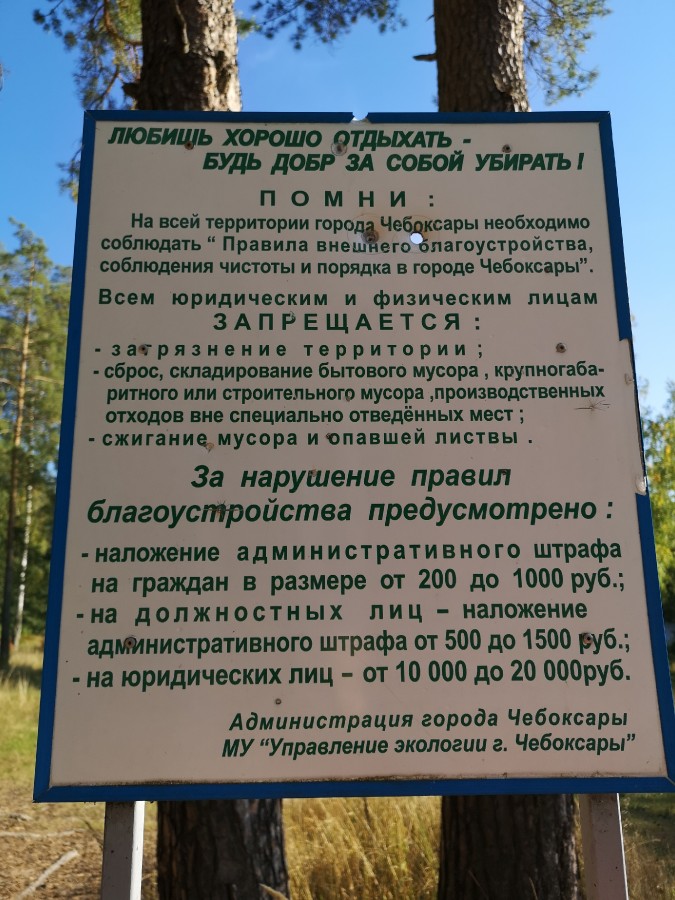 ЛЮБИШЬ ХОРОШО ОТДЫХАТЬ -
БУДЬ ДОБР ЗА СОБОЙ УБИРАТЬ !
ПОМНИ :
На всей территории города Чебоксары необходимо
соблюдать “ Правила внешнего благоустройства,
соблюдения чистоты и порядка в городе Чебоксары”.
Всем юридическим и физическим лицам
ЗАПРЕЩАЕТСЯ :
- загрязнение территории ;
- сброс, складирование бытового мусора , крупногаба-
ритного или строительного мусора ,производственных
отходов вне специально отведённых мест ;
- сжигание мусора и опавшей листвы .
За нарушение правил
благоустройства предусмотрено :
- наложение административного штрафа
на граждан в размере от 200 до 1000 руб.;
- на должностных лиц – наложение
административного штрафа от 500 до 1500 руб.;
- на юридических лиц – от 10 000 до 20 000руб.
Администрация города Чебоксары
МУ “Управление экологии г. Чебоксары”